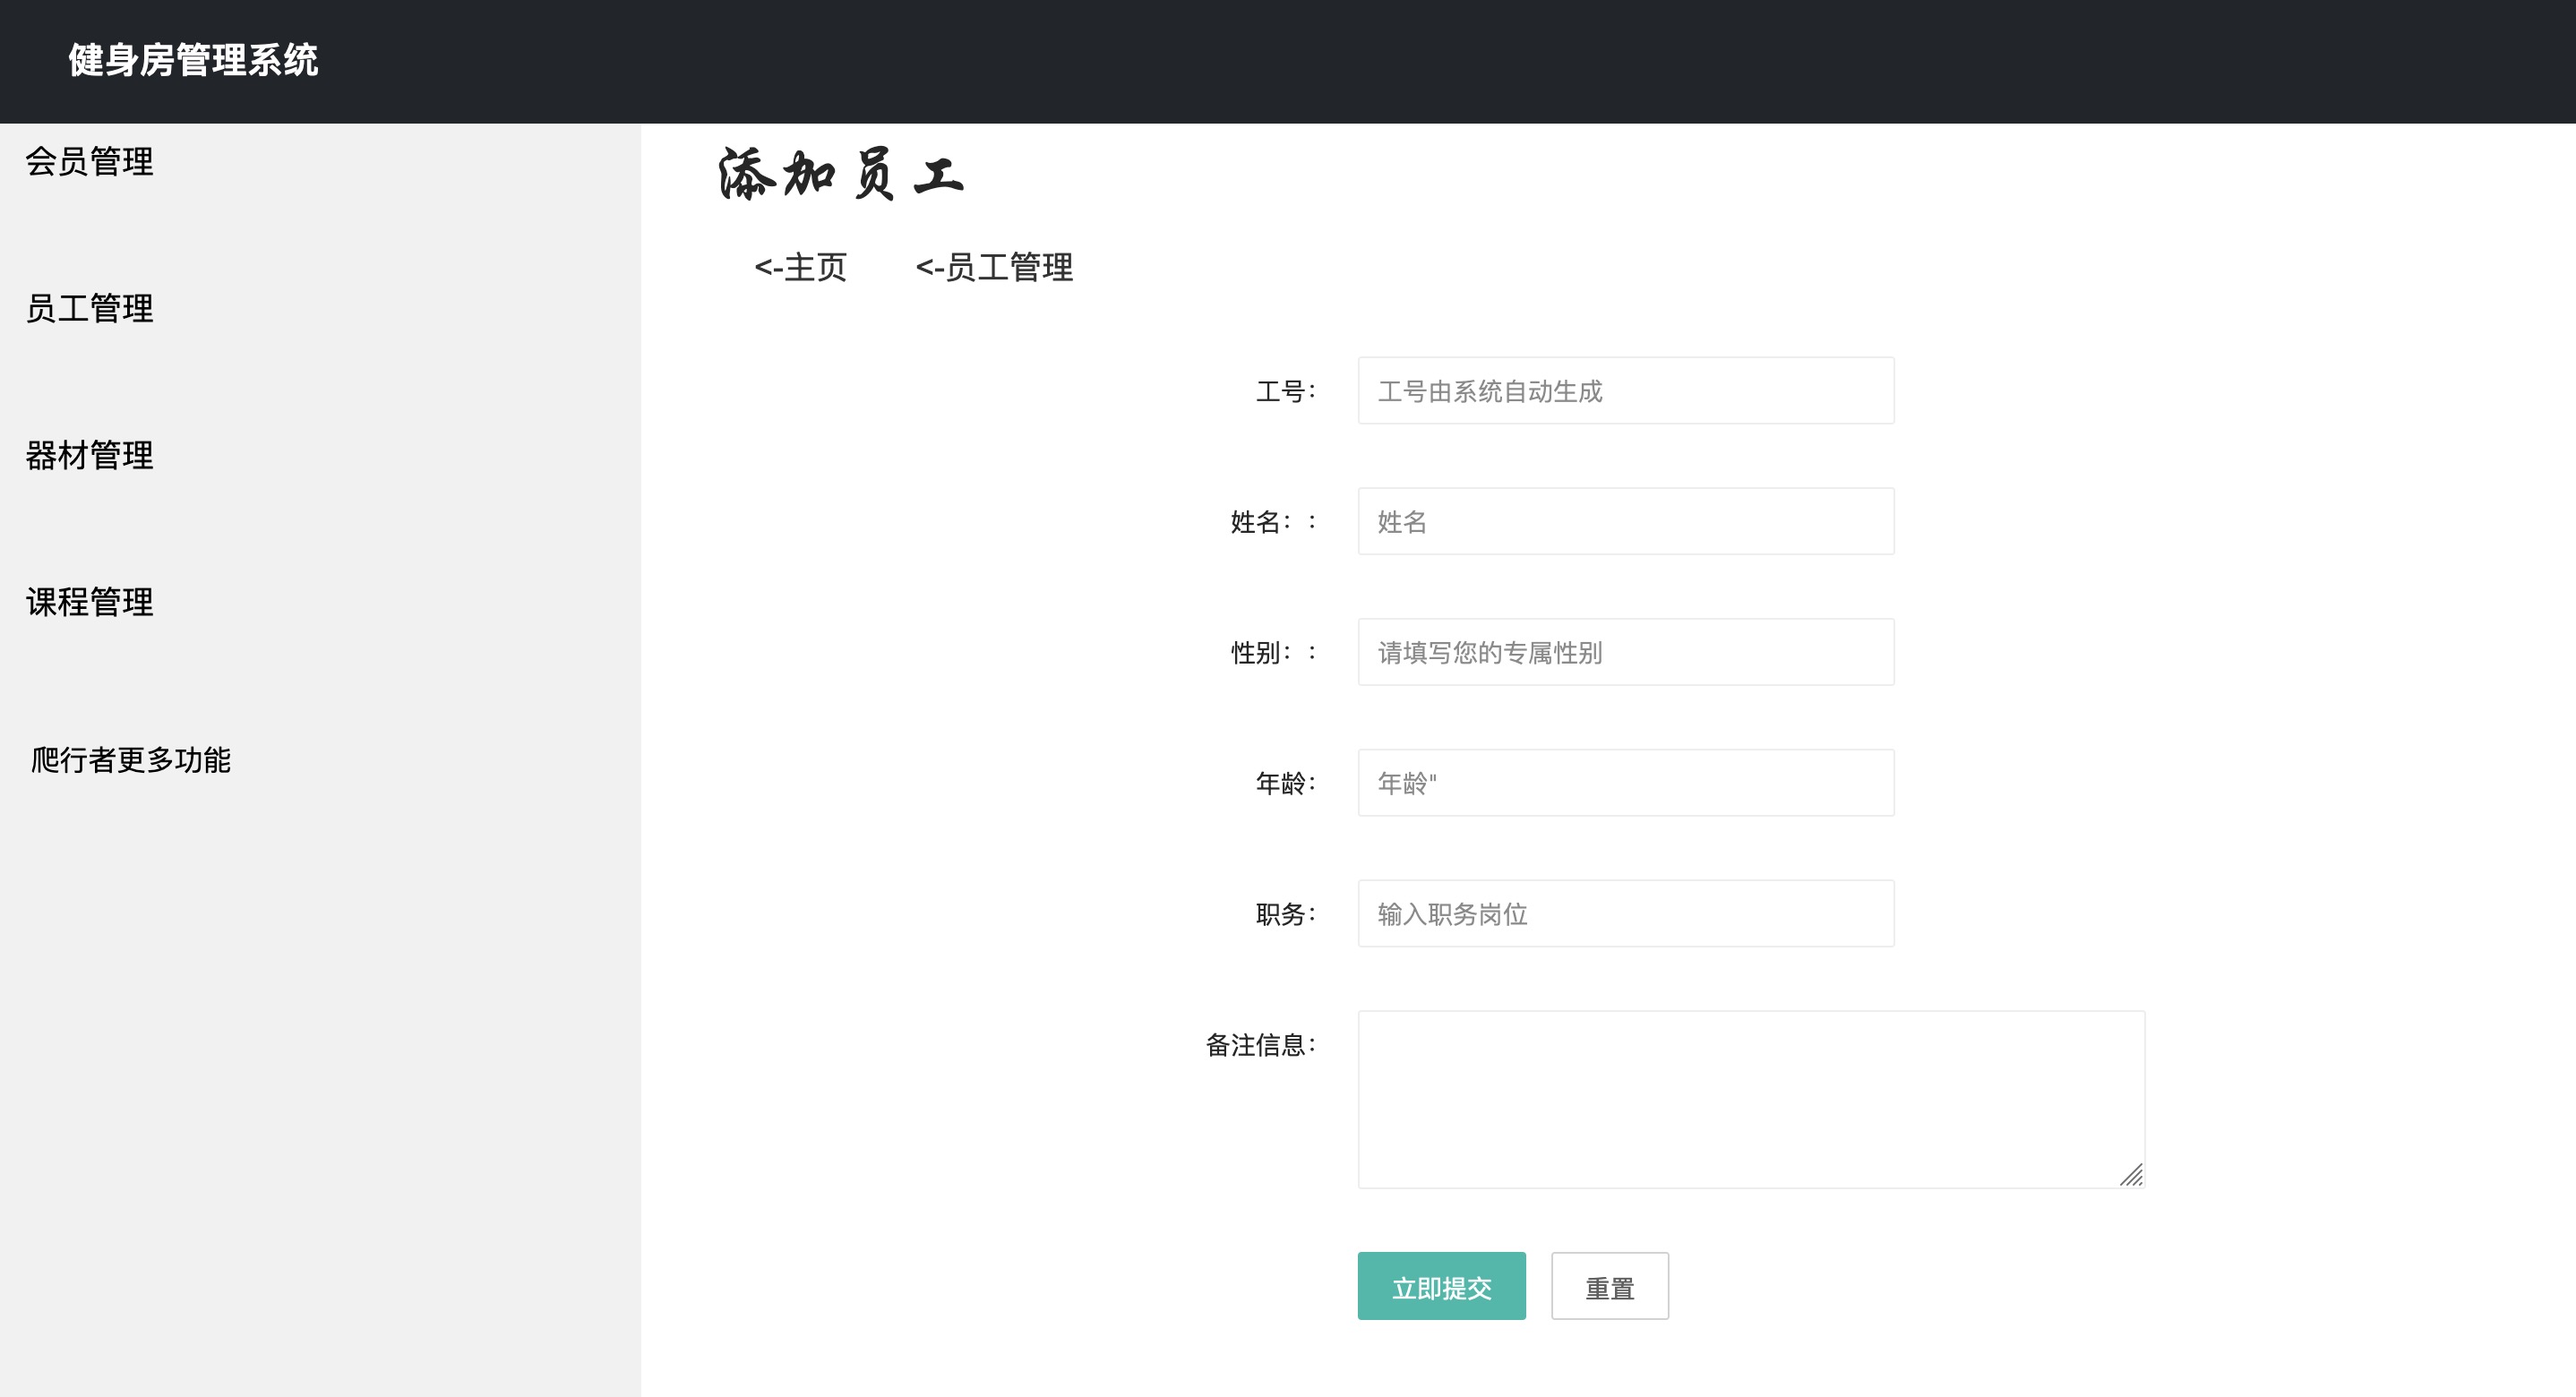 健身房管理系统
会员管理
员工管理
器材管理
课程管理
爬行者更多功能
添加员工
<-主页 <-员工管理
工号： 工号由系统自动生成
姓名：： 姓名
性别：： 请填写您的专属性别
年龄： 年龄"
职务： 输入职务岗位
备注信息：
立即提交 重置